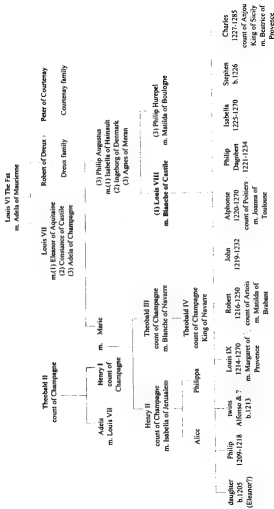 Louis VI The Fat
m. Adela of Maurienne
Theobald II
count of Champagne
Louis VII
m.(1) Eleanor of Aquitaine
(2) Constance of Castile
(3) Adela of Champagne
Robert of Dreux
Dreux family
Peter of Courtenay
Courtenay family
Adela
m. Louis VII
Henry I
count of
Champagne
m.
Marie
(3) Philip Augustus
m.(1) Isabella of Hainault
(2) Ingeborg of Denmark
(3) Agnes of Meran
Henry II
count of Champagne
m. Isabella of Jerusalem
Theobald III
count of Champagne
m. Blanche of Navarre
(1) Louis VIII
m. Blanche of Castile
(3) Philip Hurepel
m. Matilda of Boulogne
Alice
Philippa
Theobald IV
count of Champagne
King of Navarre
daughter
b.1205
(Eleanor?)
Philip
1209-1218
twins
Alfonso & ?
b.1213
Louis IX
1214-1270
m. Margaret of
Provence
Robert
1216-1250
count of Artois
m. Matilda of
Brabant
John
1219-1232
Alphonse
1220-1270
count of Poitiers
m. Joanna of
Toulouse
Philip
Dagobert
1221-1234
Isabella
1225-1270
Stephen
b.1226
Charles
1227-1285
count of Anjou
King of Sicily
m. Beatrice of
Provence